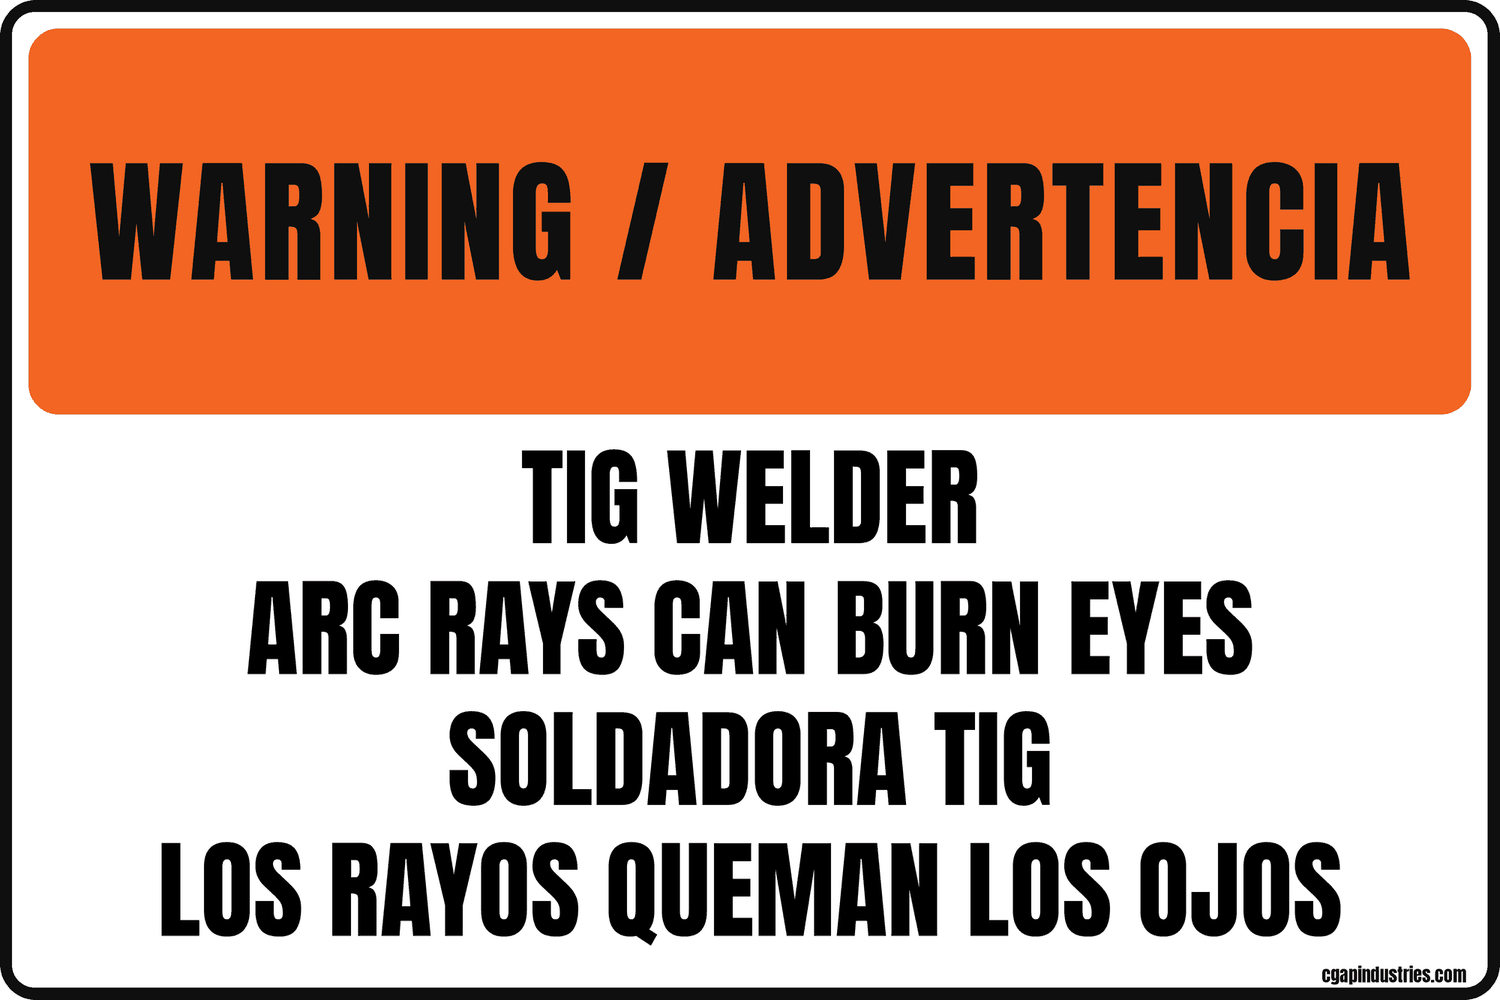 WARNING / ADVERTENCIA
TIG WELDER
ARC RAYS CAN BURN EYES
SOLDADORA TIG
LOS RAYOS QUEMAN LOS OJOS
cgapindustries.com